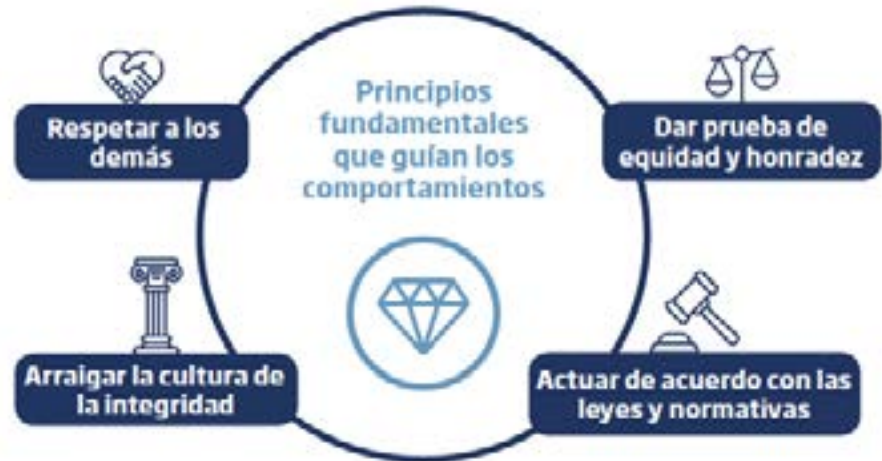 Principios
fundamentales
que guían los
comportamientos
Respetar a los
demás
Dar prueba de
equidad y honradez
Arraigar la cultura de
la integridad
Actuar de acuerdo con las
leyes y normativas